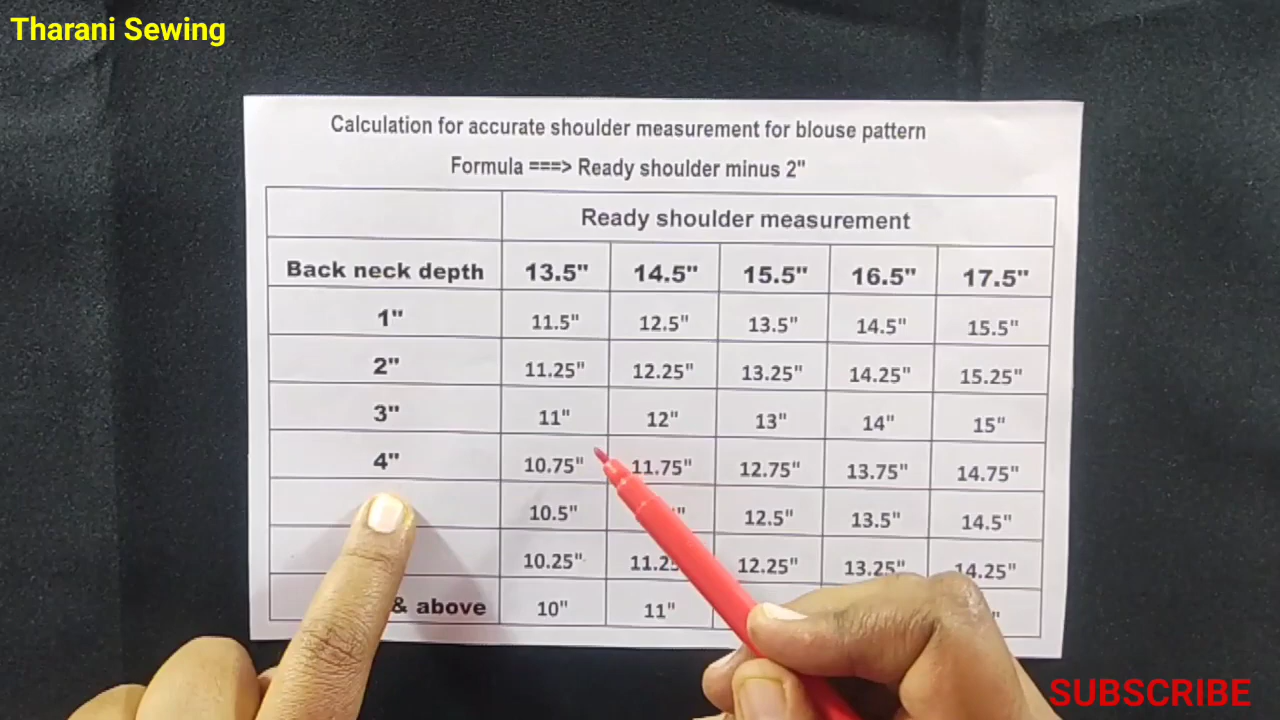 Tharani Sewing
Calculation for accurate shoulder measurement for blouse pattern
Formula ===> Ready shoulder minus 2"
Ready shoulder measurement
Back neck depth 13.5" 14.5" 15.5" 16.5" 17.5"
1" 11.5" 12.5" 13.5" 14.5" 15.5"
2" 11.25" 12.25" 13.25" 14.25" 15.25"
3" 11" 12" 13" 14" 15"
4" 10.75" 11.75" 12.75" 13.75" 14.75"
10.5" 12.5" 13.5" 14.5"
10.25" 12.25" 13.25" 14.25"
& above 10" 11"
SUBSCRIBE